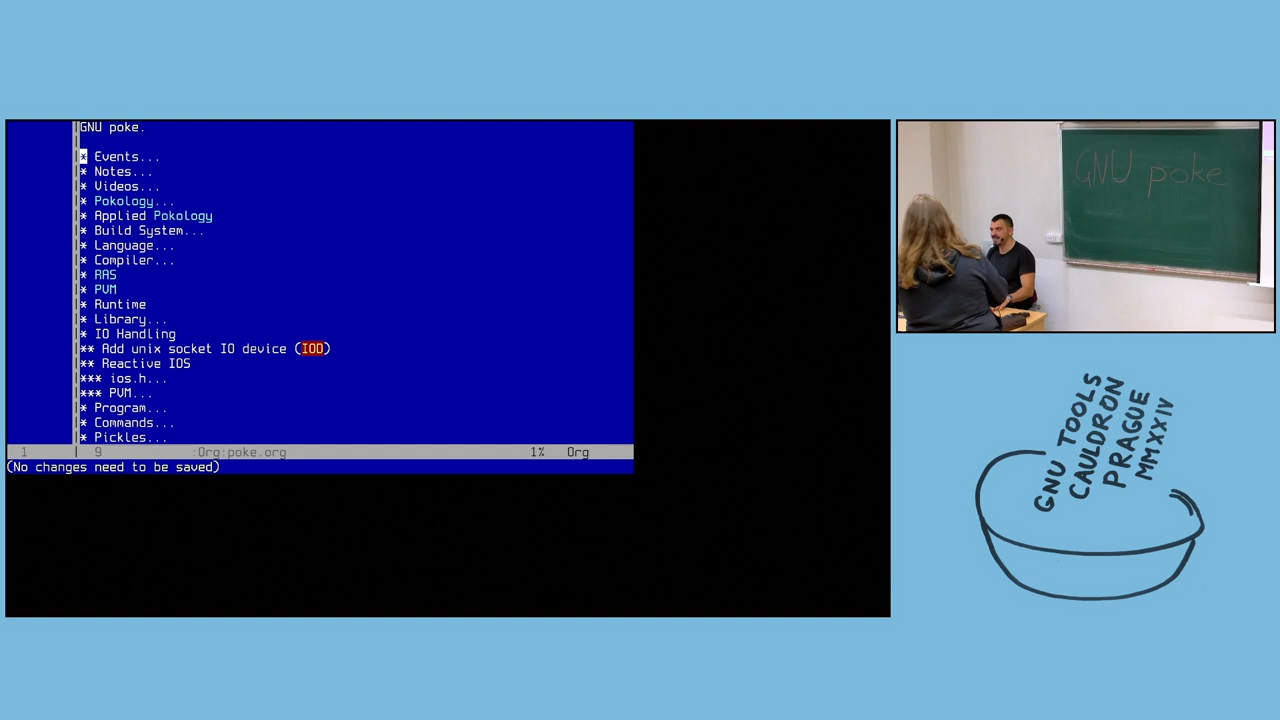 GNU poke.
* Events...
* Notes...
* Videos...
* Pokology...
* Applied Pokology
* Build System...
* Language...
* Compiler...
* RAS
* PVM
* Runtime
* Library...
* IO Handling
** Add unix socket IO device (IOD)
** Reactive IOS
*** ios.h...
*** PVM...
* Program...
* Commands...
* Pickles...
1 9 :Org:poke.org 1% Org
(No changes need to be saved)
GNU poke
GNU TOOLS
CAULDRON
PRAGUE
MMXXIV